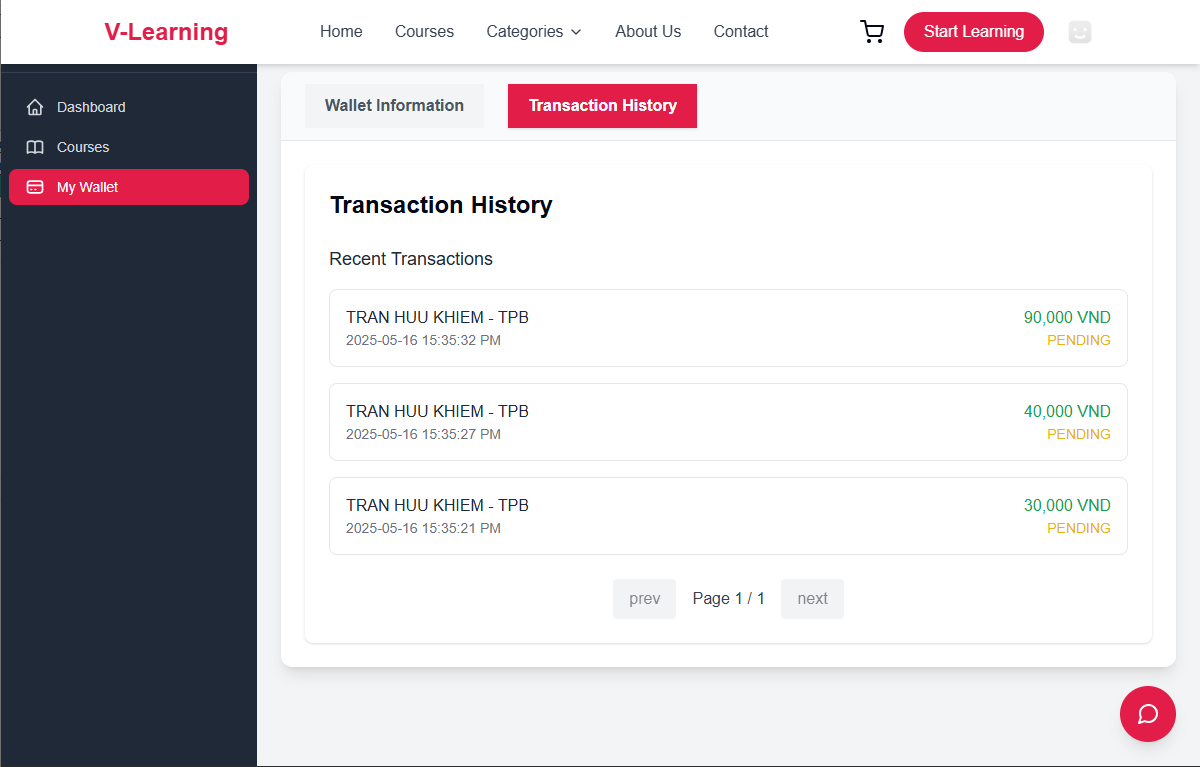 V-Learning
Home
Courses
Categories
About Us
Contact
Start Learning
Dashboard
Courses
My Wallet
Wallet Information
Transaction History
Transaction History
Recent Transactions
TRAN HUU KHIEM - TPB
90,000 VND
2025-05-16 15:35:32 PM
PENDING
TRAN HUU KHIEM - TPB
40,000 VND
2025-05-16 15:35:27 PM
PENDING
TRAN HUU KHIEM - TPB
30,000 VND
2025-05-16 15:35:21 PM
PENDING
prev
Page 1 / 1
next